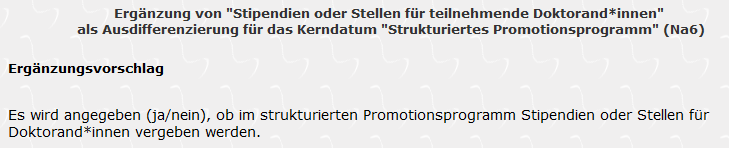 Ergänzung von "Stipendien oder Stellen für teilnehmende Doktorand*innen"
als Ausdifferenzierung für das Kerndatum "Strukturiertes Promotionsprogramm" (Na6)
Ergänzungsvorschlag
Es wird angegeben (ja/nein), ob im strukturierten Promotionsprogramm Stipendien oder Stellen für
Doktorand*innen vergeben werden.